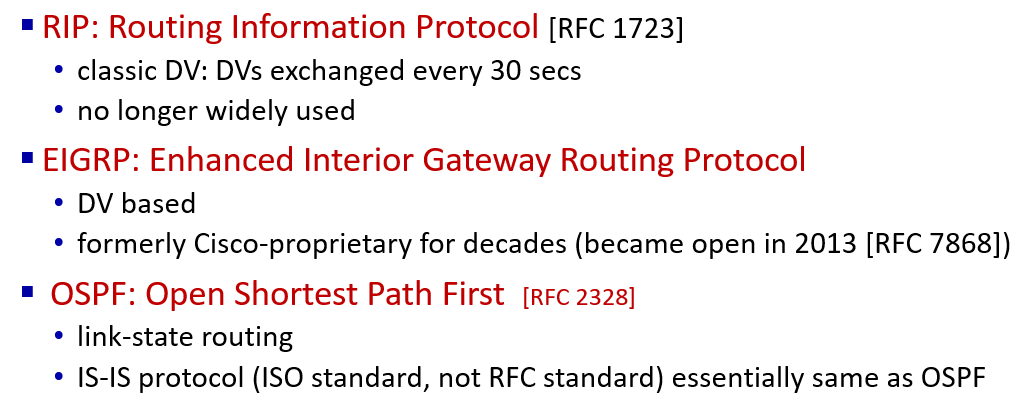 ▪ RIP: Routing Information Protocol [RFC 1723]
• classic DV: DVs exchanged every 30 secs
• no longer widely used
▪ EIGRP: Enhanced Interior Gateway Routing Protocol
• DV based
• formerly Cisco-proprietary for decades (became open in 2013 [RFC 7868])
▪ OSPF: Open Shortest Path First [RFC 2328]
• link-state routing
• IS-IS protocol (ISO standard, not RFC standard) essentially same as OSPF